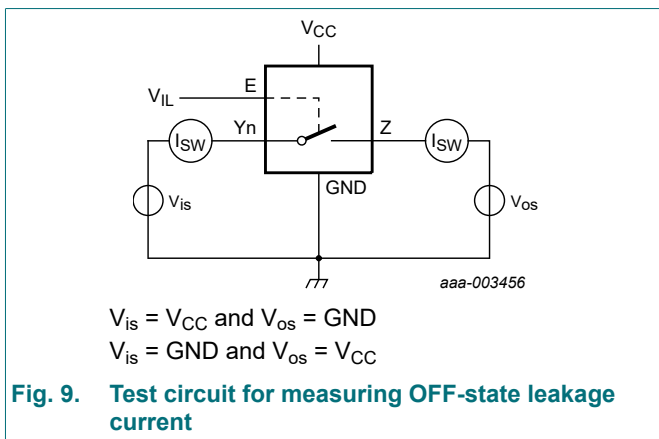 VCC
E
VIL
Yn
Z
ISW
ISW
GND
Vis
Vos
aaa-003456
Vis = VCC and Vos = GND
Vis = GND and Vos = VCC
Fig. 9. Test circuit for measuring OFF-state leakage
current